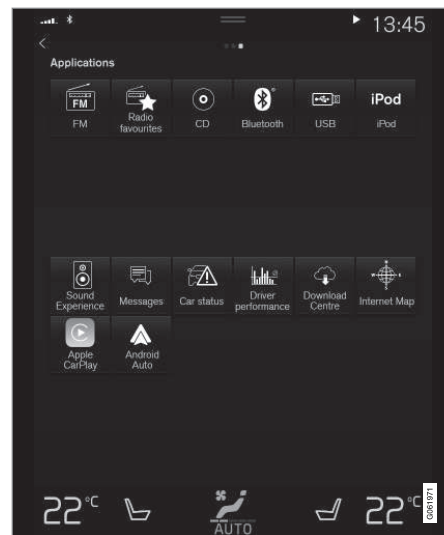 13:45
Applications
FM
FM
Radio
favourites
CD
Bluetooth
USB
iPod
iPod
Sound
Experience
Messages
Car status
Driver
performance
Download
Centre
Internet Map
Apple
CarPlay
Android
Auto
22°C
AUTO
22°C
G061971